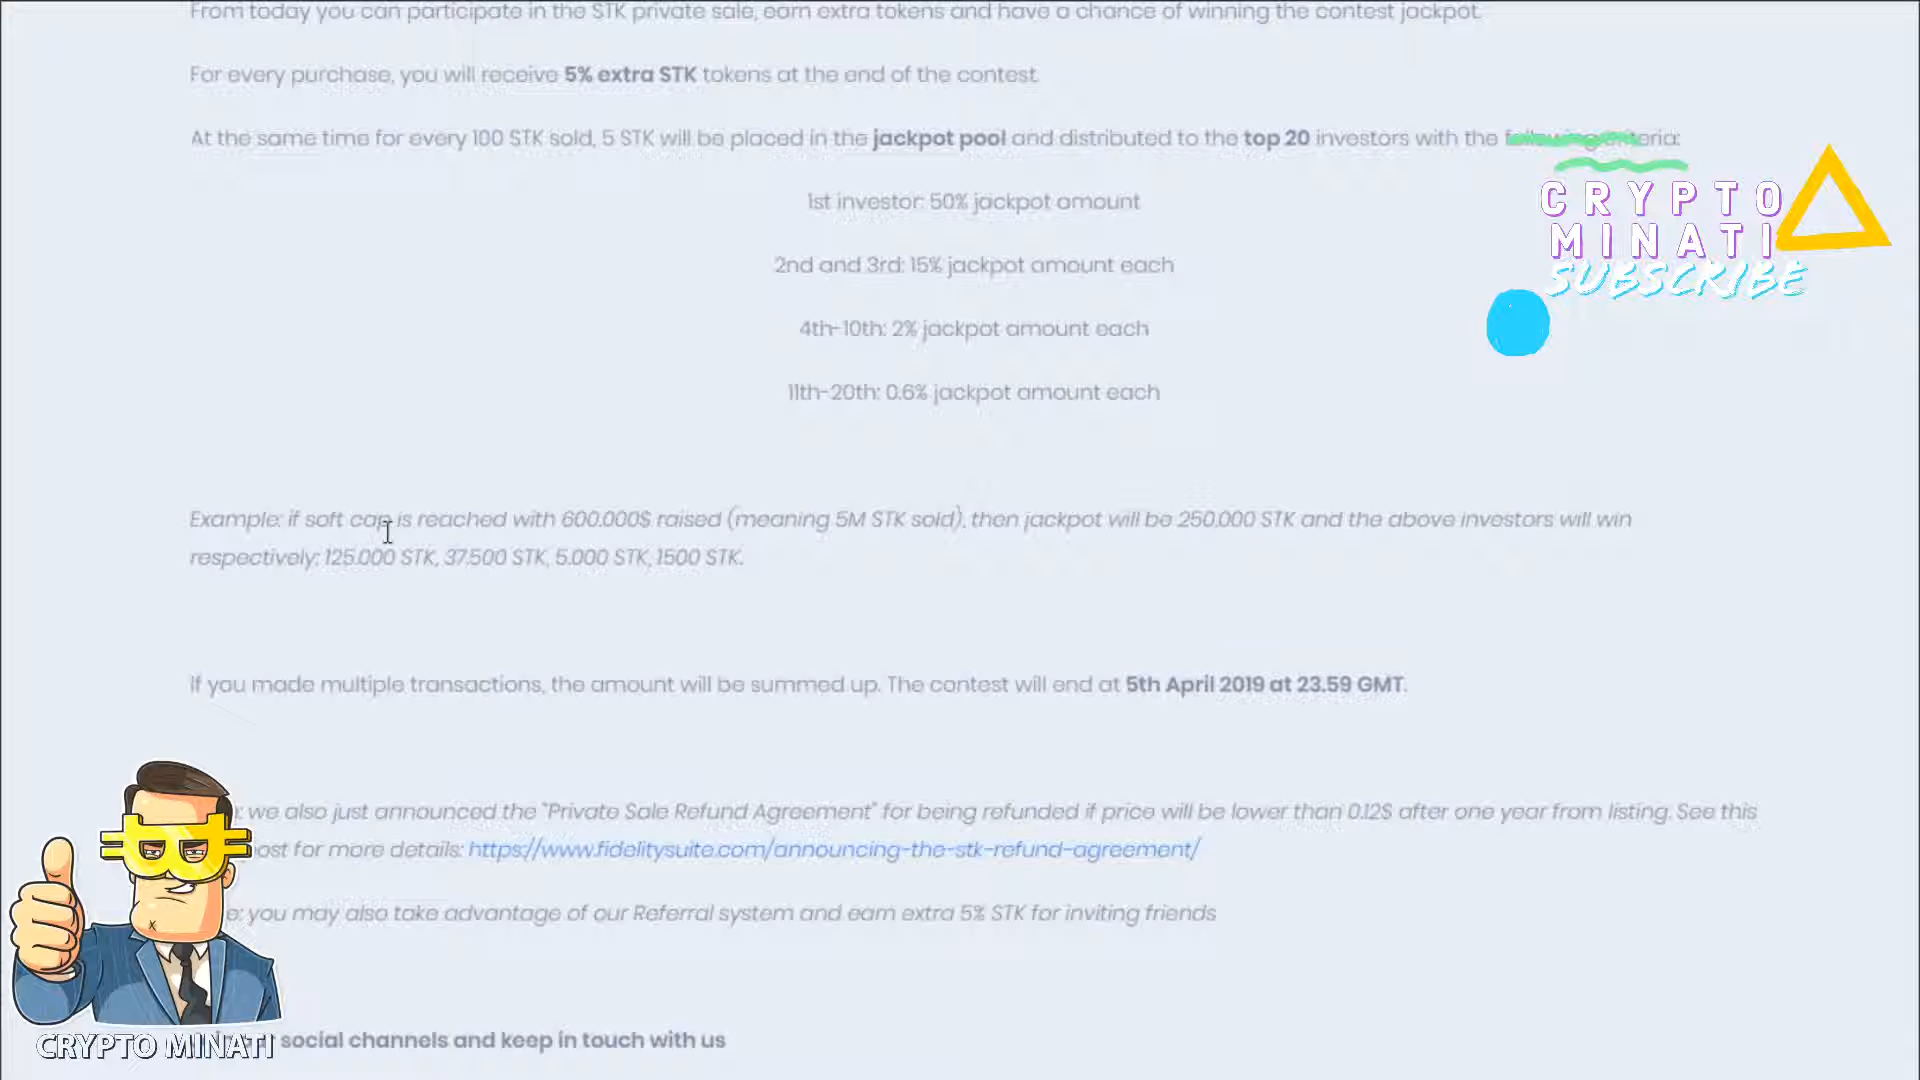 From today you can participate in the STK private sale, earn extra tokens and have a chance of winning the contest jackpot.
For every purchase, you will receive 5% extra STK tokens at the end of the contest.
At the same time for every 100 STK sold, 5 STK will be placed in the jackpot pool and distributed to the top 20 investors with the following criteria:
1st investor: 50% jackpot amount
2nd and 3rd: 15% jackpot amount each
4th-10th: 2% jackpot amount each
11th-20th: 0.6% jackpot amount each
CRYPTO
MINATI
SUBSCRIBE
Example: if soft cap is reached with 600.000$ raised (meaning 5M STK sold), then jackpot will be 250.000 STK and the above investors will win
respectively: 125.000 STK, 37.500 STK, 5.000 STK, 1500 STK.
If you made multiple transactions, the amount will be summed up. The contest will end at 5th April 2019 at 23.59 GMT.
: we also just announced the "Private Sale Refund Agreement" for being refunded if price will be lower than 0.12$ after one year from listing. See this
for more details: https://www.fidelitysuite.com/announcing-the-stk-refund-agreement/
: you may also take advantage of our Referral system and earn extra 5% STK for inviting friends
social channels and keep in touch with us
CRYPTO MINATI